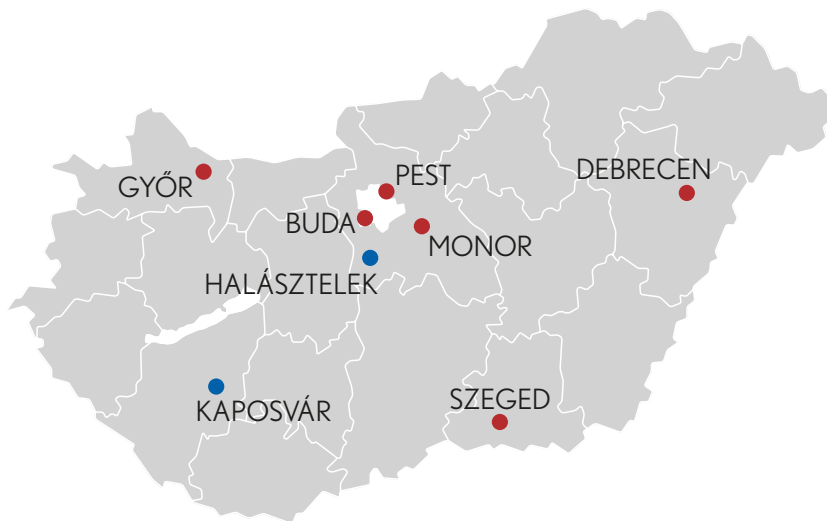 PEST
DEBRECEN
GYŐR
BUDA
MONOR
HALÁSZTELEK
SZEGED
KAPOSVÁR